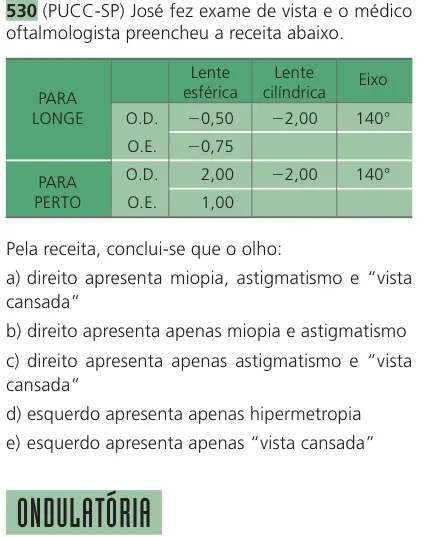 530 (PUCC-SP) José fez exame de vista e o médico
oftalmologista preencheu a receita abaixo.
Lente esférica Lente cilíndrica Eixo
PARA LONGE O.D. −0,50 −2,00 140°
O.E. −0,75
PARA PERTO O.D. 2,00 −2,00 140°
O.E. 1,00
Pela receita, conclui-se que o olho:
a) direito apresenta miopia, astigmatismo e “vista
cansada”
b) direito apresenta apenas miopia e astigmatismo
c) direito apresenta apenas astigmatismo e “vista
cansada”
d) esquerdo apresenta apenas hipermetropia
e) esquerdo apresenta apenas “vista cansada”
ONDULATÓRIA